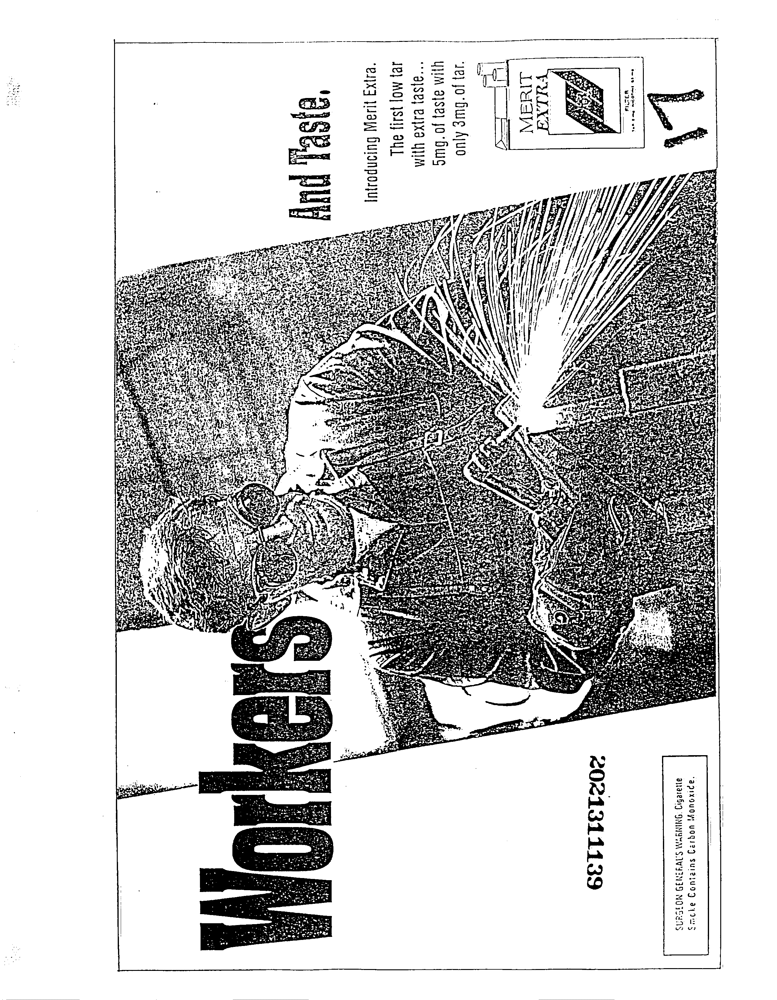 Workers
And Taste.
Introducing Merit Extra.
The first low tar
with extra taste...
5mg. of taste with
only 3mg. of tar.
MERIT
EXTRA
FILTER
17
2021311139
SURGEON GENERAL'S WARNING: Cigarette
Smoke Contains Carbon Monoxide.